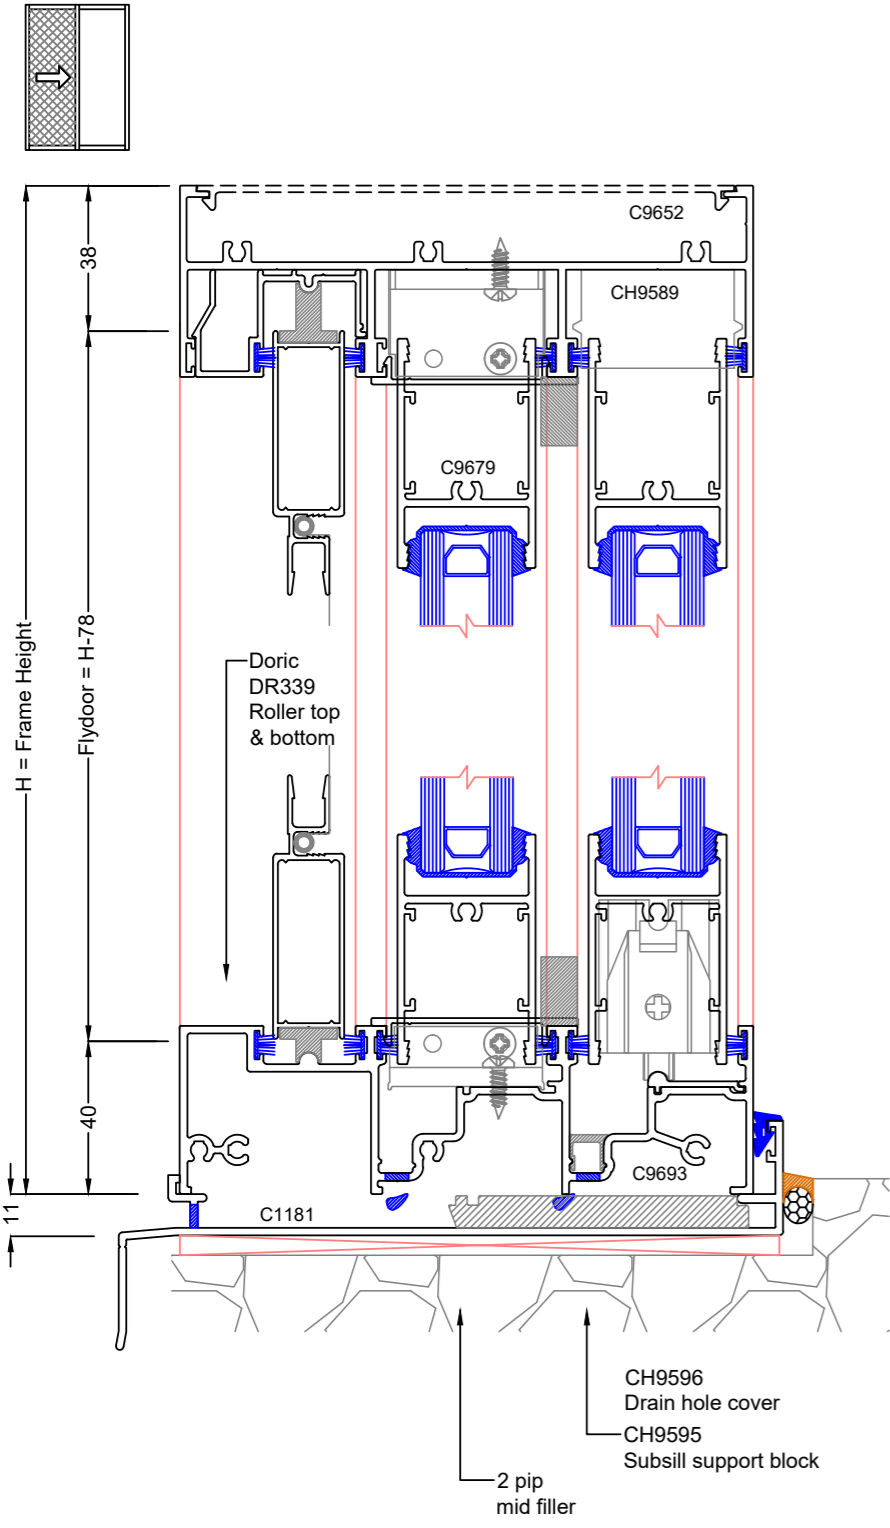 C9652
38
CH9589
C9679
H = Frame Height
Flydoor = H-78
Doric
DR339
Roller top
& bottom
40
C9693
11
C1181
CH9596
Drain hole cover
CH9595
Subsill support block
2 pip
mid filler